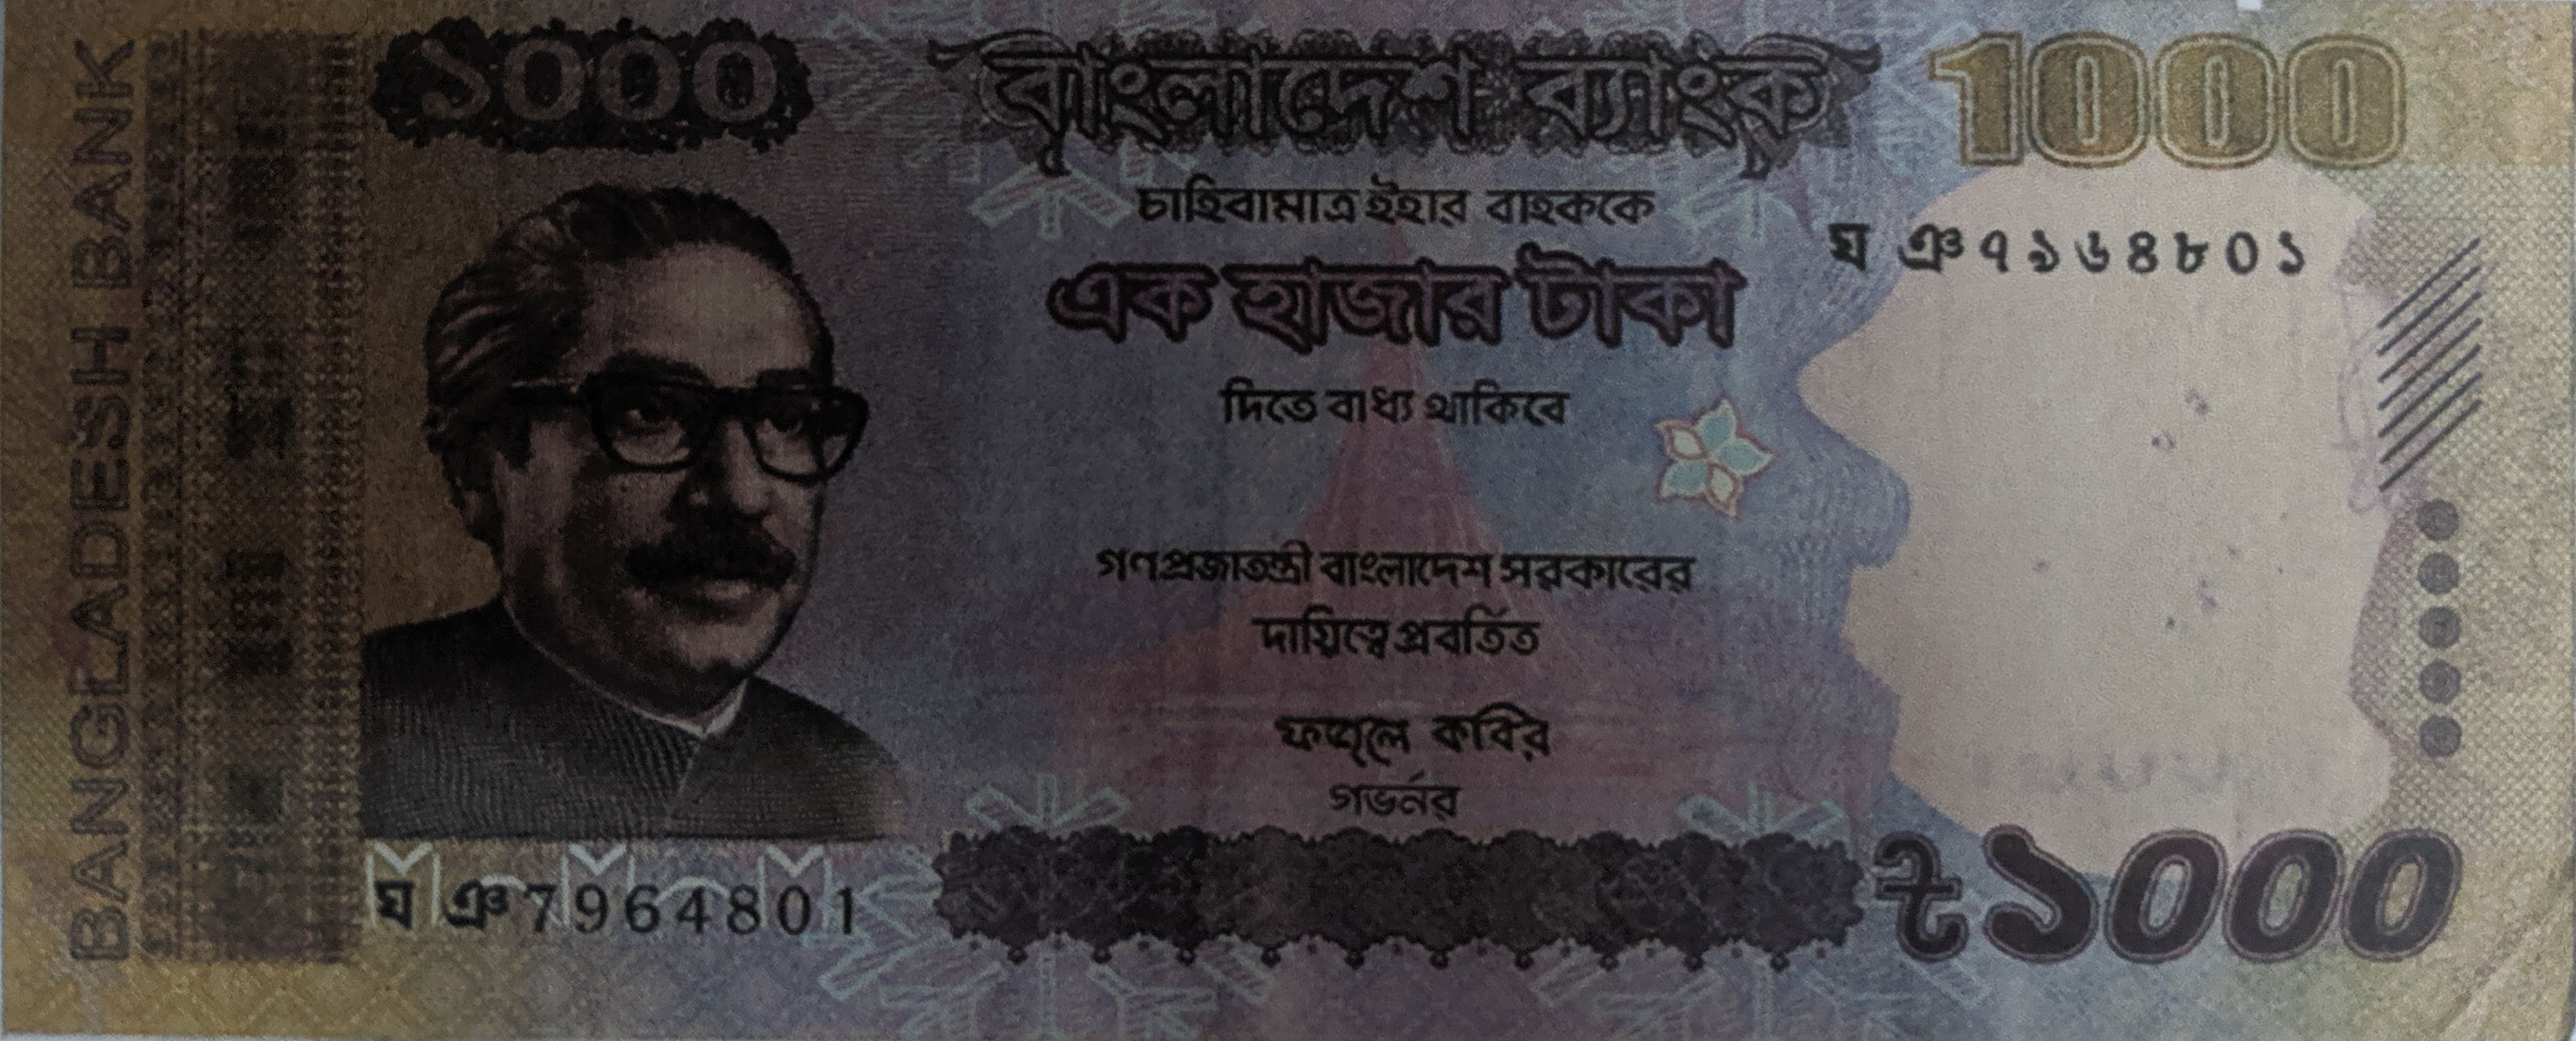 BANGLADESH BANK
১০০০
বাংলাদেশ ব্যাংক
1000
চাহিবামাত্র ইহার বাহককে
ঘ ঞ ৭৯৬৪৮০১
এক হাজার টাকা
দিতে বাধ্য থাকিবে
গণপ্রজাতন্ত্রী বাংলাদেশ সরকারের
দায়িত্বে প্রবর্তিত
ফজলে কবির
গভর্নর
ঘ ঞ 7964801
৳১০০০